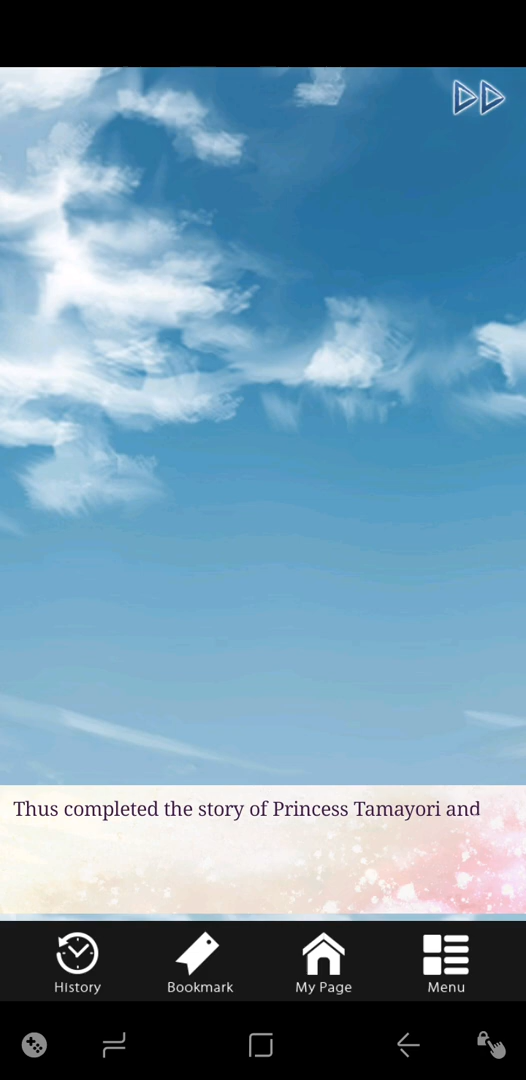 Thus completed the story of Princess Tamayori and
History
Bookmark
My Page
Menu